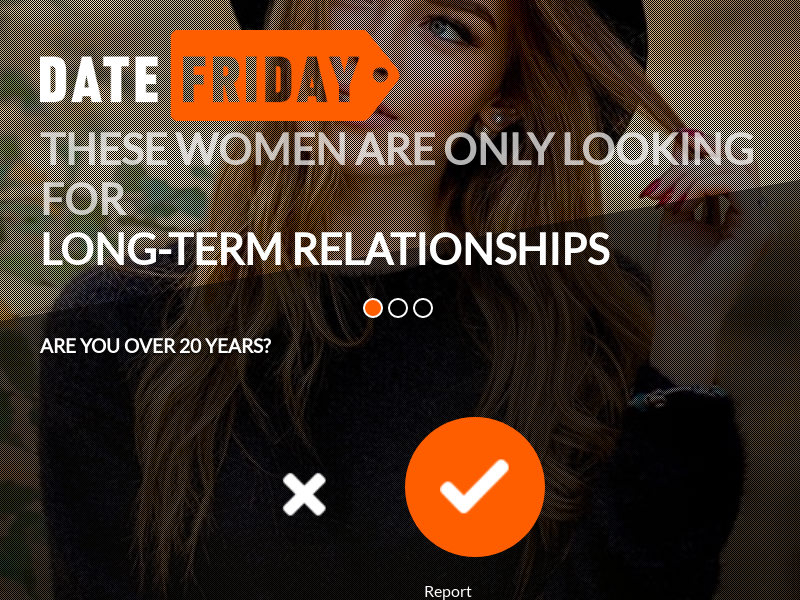 DATE FRIDAY
THESE WOMEN ARE ONLY LOOKING
FOR
LONG-TERM RELATIONSHIPS
ARE YOU OVER 20 YEARS?
Report